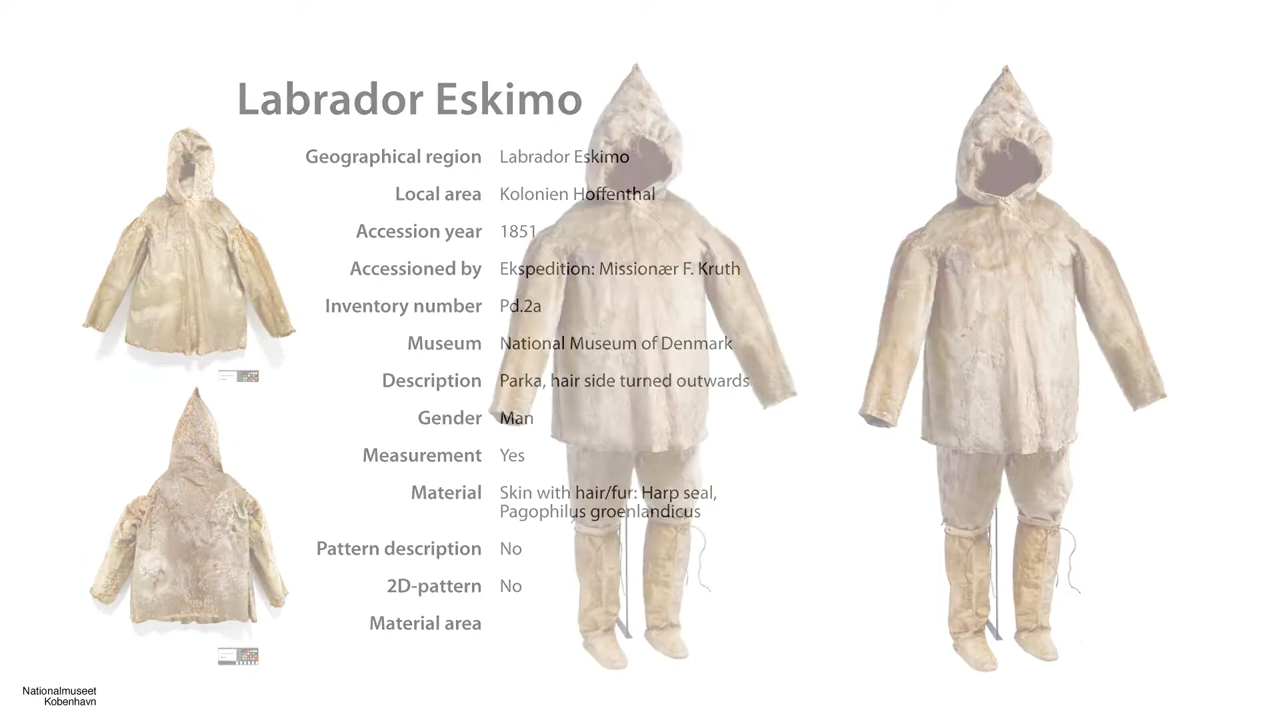 Labrador Eskimo
Geographical region Labrador Eskimo
Local area Kolonien Hoffenthal
Accession year 1851
Accessioned by Ekspedition: Missionær F. Kruth
Inventory number Pd.2a
Museum National Museum of Denmark
Description Parka, hair side turned outwards
Gender Man
Measurement Yes
Material Skin with hair/fur: Harp seal,
Pagophilus groenlandicus
Pattern description No
2D-pattern No
Material area
Nationalmuseet
Kobenhavn